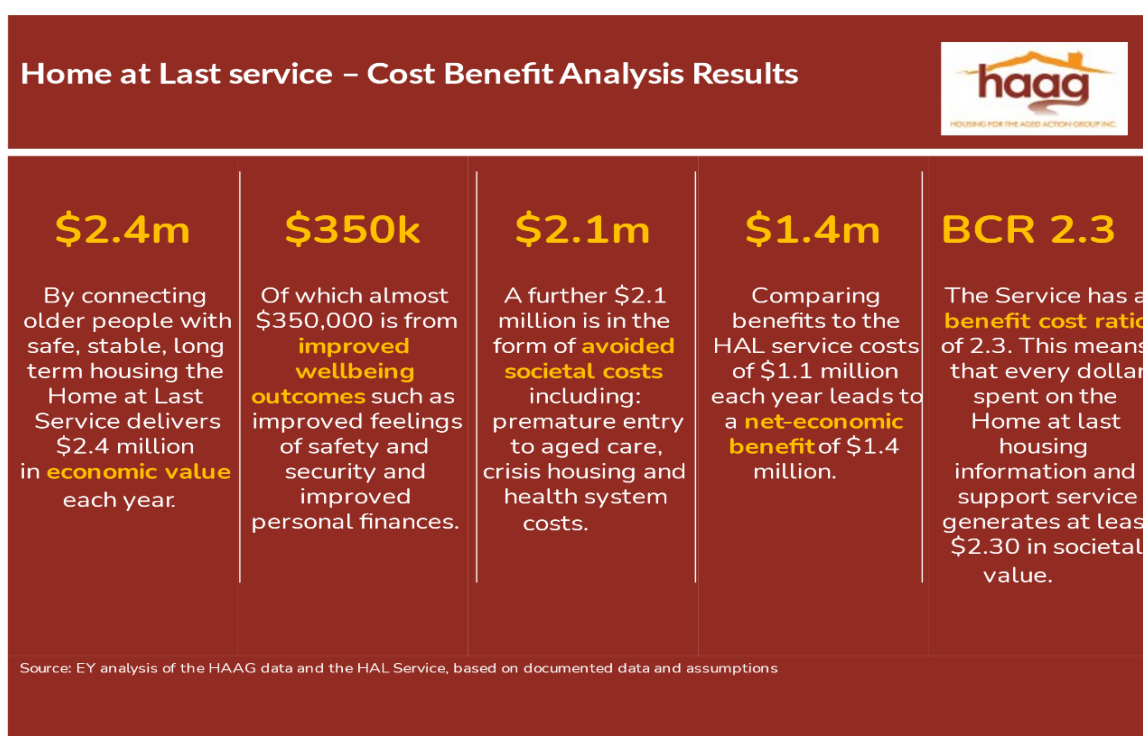 Home at Last service – Cost Benefit Analysis Results
haag
HOUSING FOR THE AGED ACTION GROUP INC.
$2.4m
By connecting
older people with
safe, stable, long
term housing the
Home at Last
Service delivers
$2.4 million
in economic value
each year.
$350k
Of which almost
$350,000 is from
improved
wellbeing
outcomes such as
improved feelings
of safety and
security and
improved
personal finances.
$2.1m
A further $2.1
million is in the
form of avoided
societal costs
including:
premature entry
to aged care,
crisis housing and
health system
costs.
$1.4m
Comparing
benefits to the
HAL service costs
of $1.1 million
each year leads to
a net-economic
benefit of $1.4
million.
BCR 2.3
The Service has a
benefit cost ratio
of 2.3. This means
that every dollar
spent on the
Home at last
housing
information and
support service
generates at leas
$2.30 in societal
value.
Source: EY analysis of the HAAG data and the HAL Service, based on documented data and assumptions